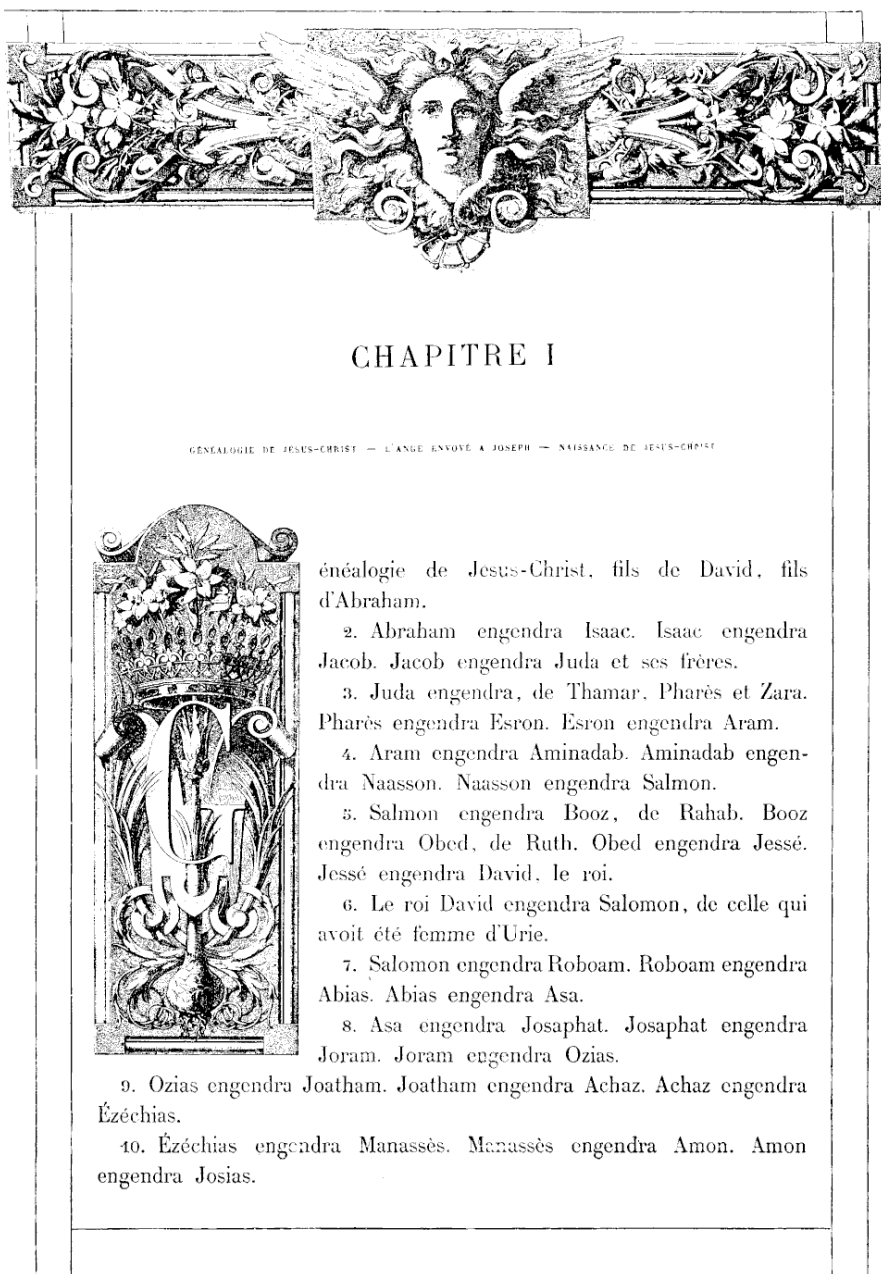 CHAPITRE I
GÉNÉALOGIE DE JÉSUS-CHRIST — L'ANGE ENVOYÉ A JOSEPH — NAISSANCE DE JÉSUS-CHRIST
Généalogie de Jésus-Christ, fils de David, fils
d'Abraham.
2. Abraham engendra Isaac. Isaac engendra
Jacob. Jacob engendra Juda et ses frères.
3. Juda engendra, de Thamar, Pharès et Zara.
Pharès engendra Esron. Esron engendra Aram.
4. Aram engendra Aminadab. Aminadab engen-
dra Naasson. Naasson engendra Salmon.
5. Salmon engendra Booz, de Rahab. Booz
engendra Obed, de Ruth. Obed engendra Jessé.
Jessé engendra David, le roi.
6. Le roi David engendra Salomon, de celle qui
avoit été femme d'Urie.
7. Salomon engendra Roboam. Roboam engendra
Abias. Abias engendra Asa.
8. Asa engendra Josaphat. Josaphat engendra
Joram. Joram engendra Ozias.
9. Ozias engendra Joatham. Joatham engendra Achaz. Achaz engendra
Ézéchias.
10. Ézéchias engendra Manassès. Manassès engendra Amon. Amon
engendra Josias.